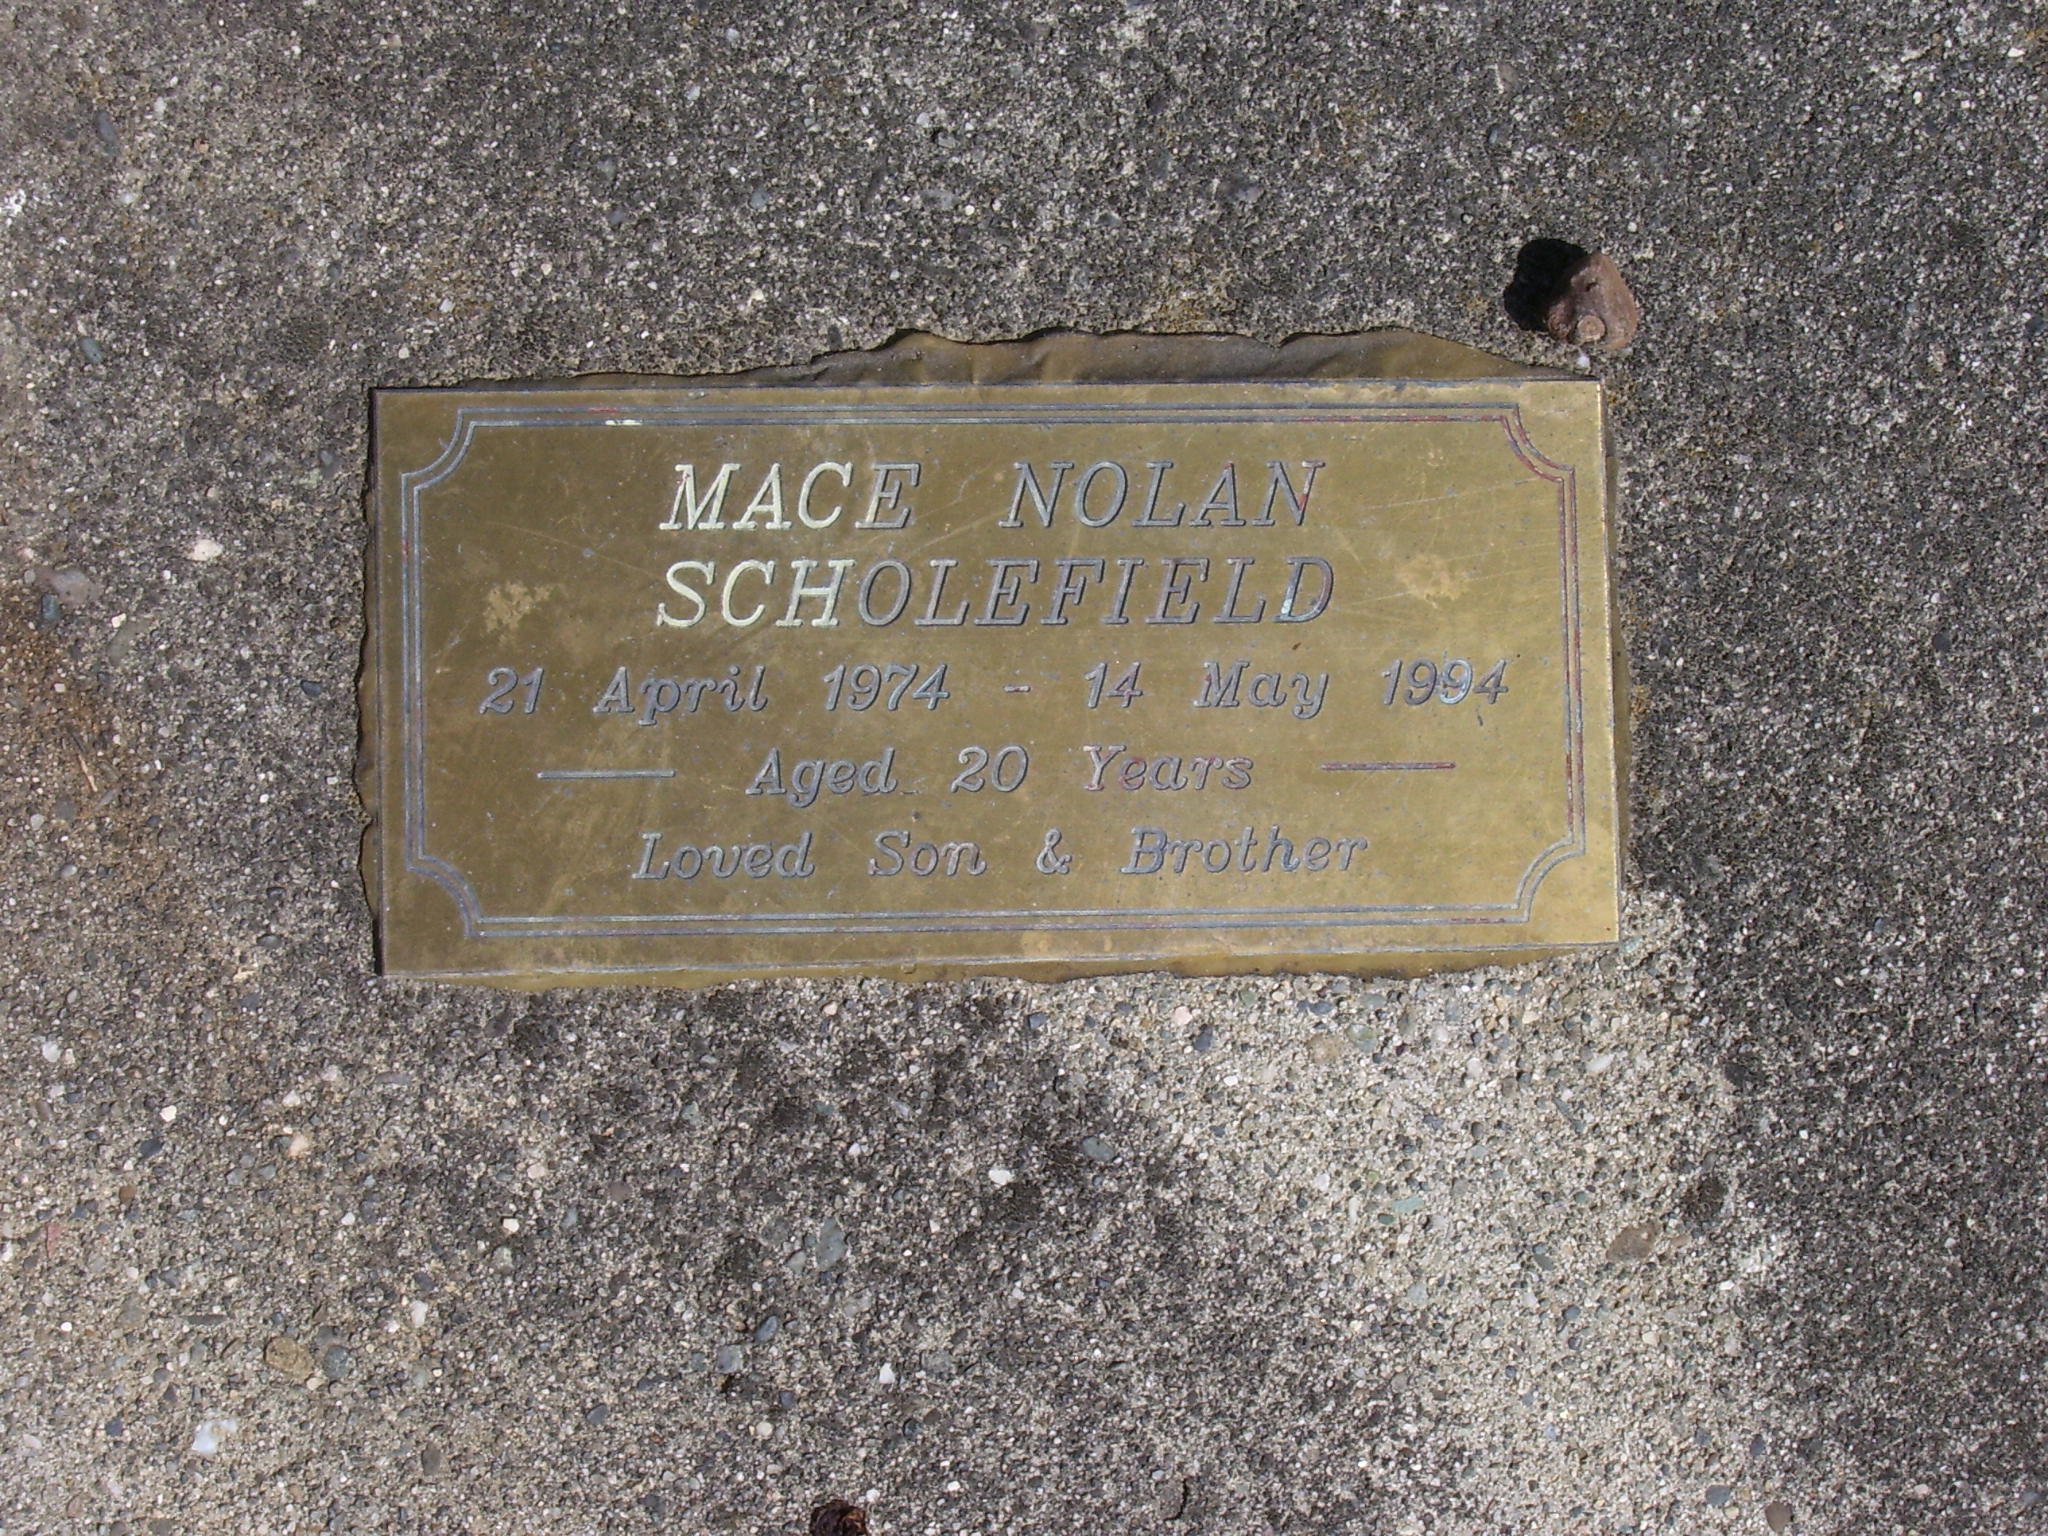 MACE NOLAN
SCHOLEFIELD
21 April 1974 - 14 May 1994
Aged 20 Years
Loved Son & Brother